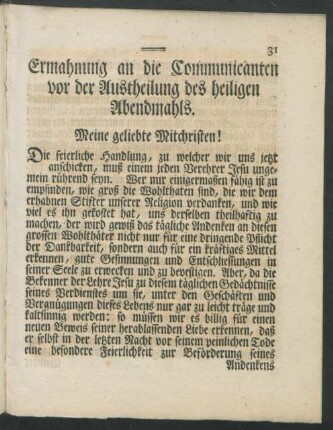 31
Ermahnung an die Communicanten
vor der Austheilung des heiligen
Abendmahls.
Meine geliebte Mitchristen!
Die feierliche Handlung, zu welcher wir uns jetzt
anschicken, muß einem jeden Verehrer Jesu unge-
mein rührend seyn. Wer nur einigermaßen fähig ist zu
empfinden, wie groß die Wohlthaten sind, die wir dem
erhabnen Stifter unserer Religion verdanken, und wie
viel es ihn gekostet hat, uns derselben theilhaftig zu
machen, der wird gewiß das tägliche Andenken an diesen
grossen Wohlthäter nicht nur für eine dringende Pflicht
der Dankbarkeit, sondern auch für ein kräftiges Mittel
erkennen, gute Gesinnungen und Entschliessungen in
seiner Seele zu erwecken und zu bevestigen. Aber, da die
Bekenner der Lehre Jesu zu diesem täglichen Gedächtnisse
seines Verdienstes um sie, unter den Geschäften und
Vergnügungen dieses Lebens nur gar zu leicht träge und
kaltsinnig werden: so müssen wir es billig für einen
neuen Beweis seiner herablassenden Liebe erkennen, daß
er selbst in der letzten Nacht vor seinem peinlichen Tode
eine besondere Feierlichkeit zur Beförderung seines
Andenkens